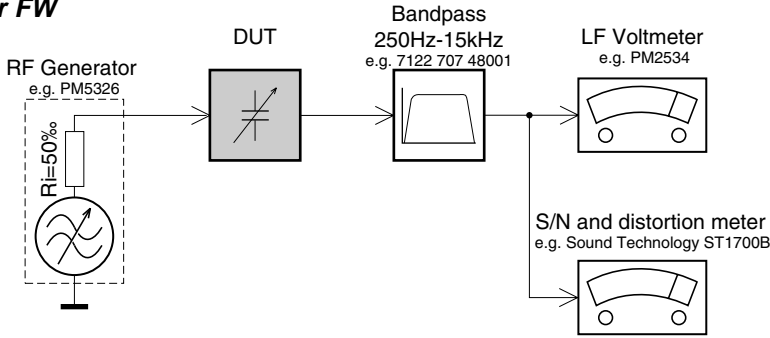 r FW
Bandpass
250Hz-15kHz
e.g. 7122 707 48001
DUT
LF Voltmeter
e.g. PM2534
RF Generator
e.g. PM5326
Ri=50‰
S/N and distortion meter
e.g. Sound Technology ST1700B